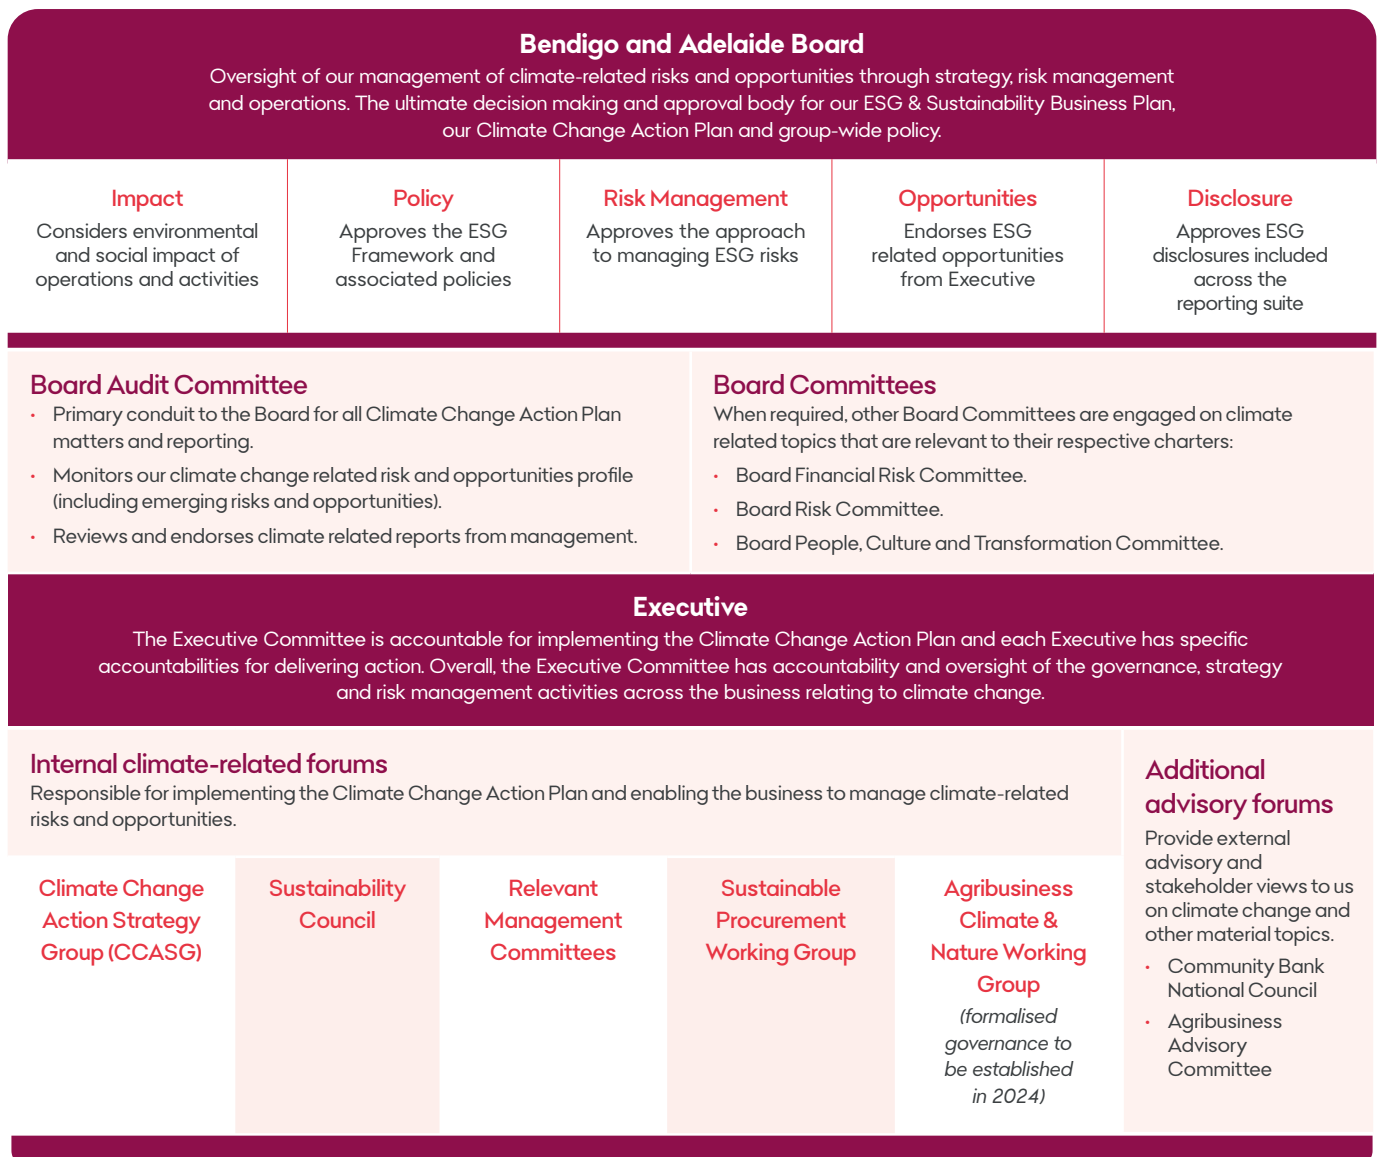 Bendigo and Adelaide Board
Oversight of our management of climate-related risks and opportunities through strategy, risk management
and operations. The ultimate decision making and approval body for our ESG & Sustainability Business Plan,
our Climate Change Action Plan and group-wide policy.
Impact
Considers environmental
and social impact of
operations and activities
Policy
Approves the ESG
Framework and
associated policies
Risk Management
Approves the approach
to managing ESG risks
Opportunities
Endorses ESG
related opportunities
from Executive
Disclosure
Approves ESG
disclosures included
across the
reporting suite
Board Audit Committee
• Primary conduit to the Board for all Climate Change Action Plan
matters and reporting.
• Monitors our climate change related risk and opportunities profile
(including emerging risks and opportunities).
• Reviews and endorses climate related reports from management.
Board Committees
When required, other Board Committees are engaged on climate
related topics that are relevant to their respective charters:
• Board Financial Risk Committee.
• Board Risk Committee.
• Board People, Culture and Transformation Committee.
Executive
The Executive Committee is accountable for implementing the Climate Change Action Plan and each Executive has specific
accountabilities for delivering action. Overall, the Executive Committee has accountability and oversight of the governance, strategy
and risk management activities across the business relating to climate change.
Internal climate-related forums
Responsible for implementing the Climate Change Action Plan and enabling the business to manage climate-related
risks and opportunities.
Climate Change
Action Strategy
Group (CCASG)
Sustainability
Council
Relevant
Management
Committees
Sustainable
Procurement
Working Group
Agribusiness
Climate &
Nature Working
Group
(formalised
governance to
be established
in 2024)
Additional
advisory forums
Provide external
advisory and
stakeholder views to us
on climate change and
other material topics.
• Community Bank
National Council
• Agribusiness
Advisory
Committee